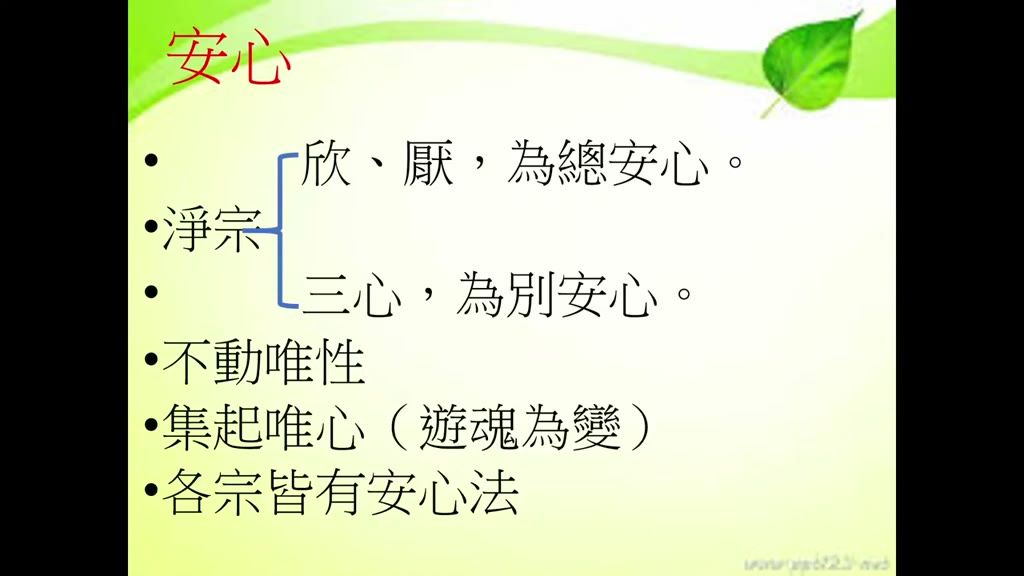 安心
• 欣、厭，為總安心。
•淨宗
• 三心，為別安心。
•不動唯性
•集起唯心（遊魂為變）
•各宗皆有安心法